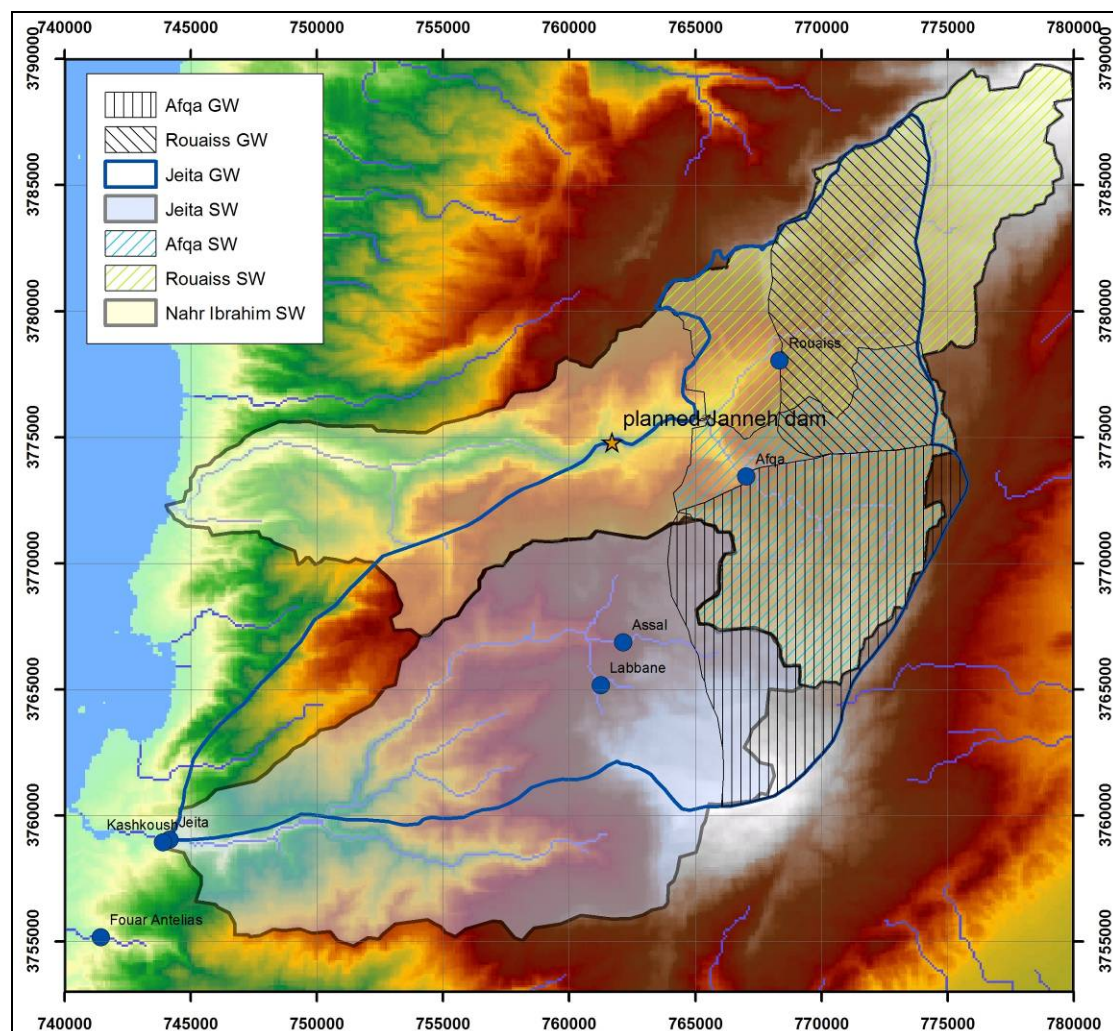 740000 745000 750000 755000 760000 765000 770000 775000 780000
3790000 3790000
Afqa GW
Rouaiss GW
Jeita GW
Jeita SW
Afqa SW
Rouaiss SW
Nahr Ibrahim SW
3785000 3785000
3780000 3780000
Rouaiss
planned Janneh dam
3775000 3775000
Afqa
3770000 3770000
Assal
Labbane
3765000 3765000
3760000 3760000
Kashkoush Jeita
Fouar Antelias
3755000 3755000
740000 745000 750000 755000 760000 765000 770000 775000 780000